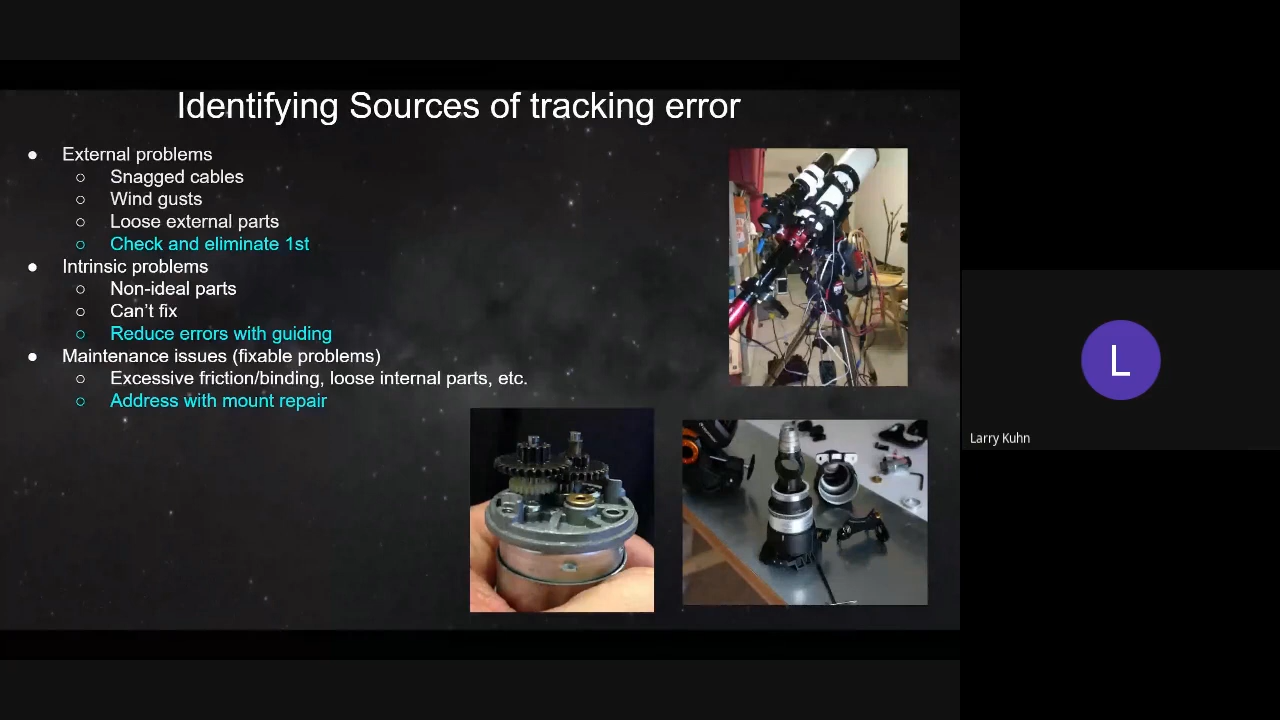 Identifying Sources of tracking error
● External problems
○ Snagged cables
○ Wind gusts
○ Loose external parts
○ Check and eliminate 1st
● Intrinsic problems
○ Non-ideal parts
○ Can't fix
○ Reduce errors with guiding
● Maintenance issues (fixable problems)
○ Excessive friction/binding, loose internal parts, etc.
○ Address with mount repair
L
Larry Kuhn